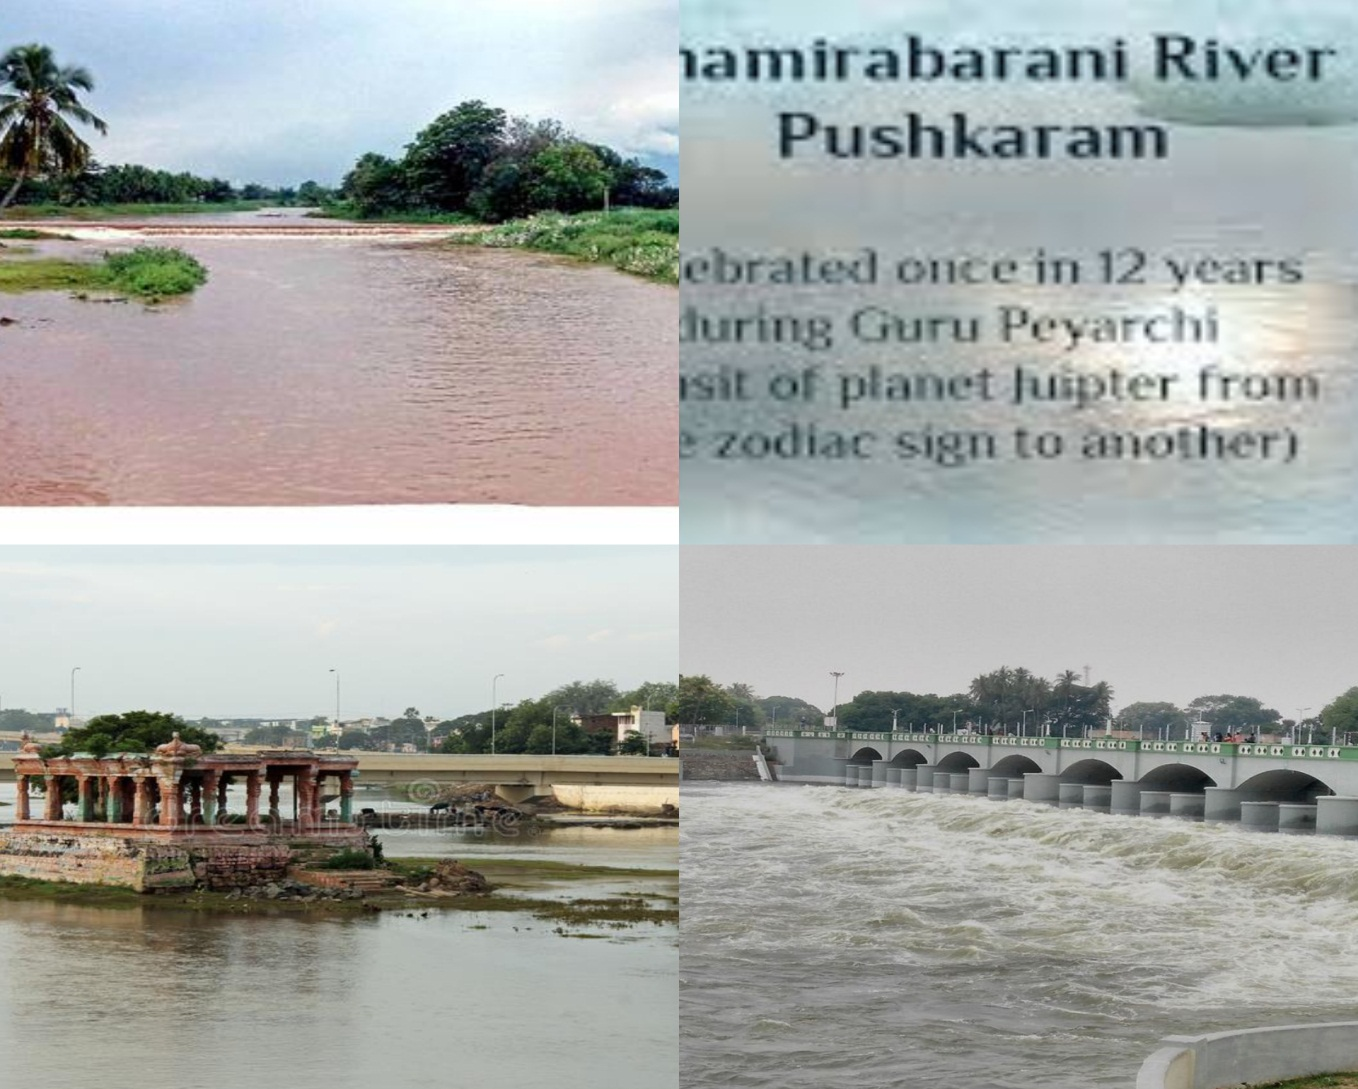 hamirabarani River
Pushkaram
ebrated once in 12 years
during Guru Peyarchi
nsit of planet Juipter from
e zodiac sign to another)
dreamstime